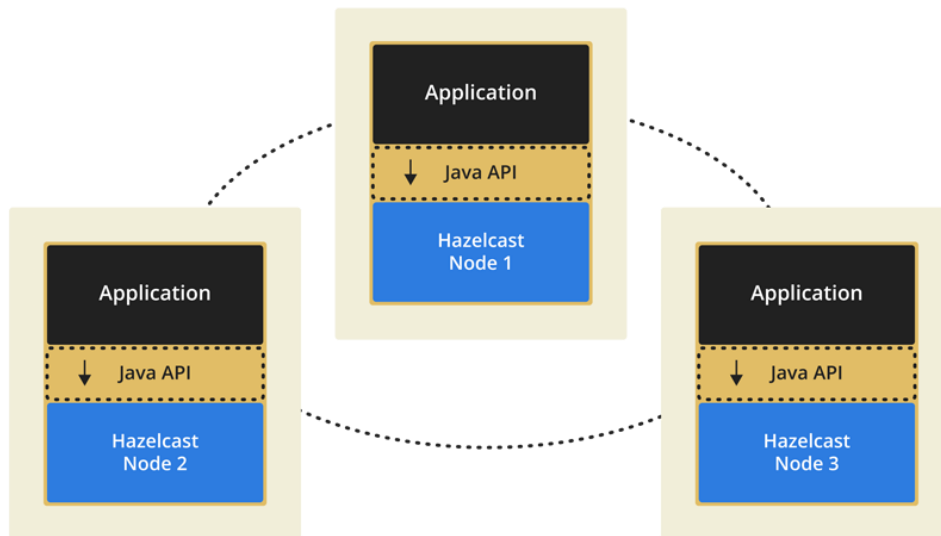 Application
Java API
Hazelcast
Node 1
Application
Java API
Hazelcast
Node 2
Application
Java API
Hazelcast
Node 3